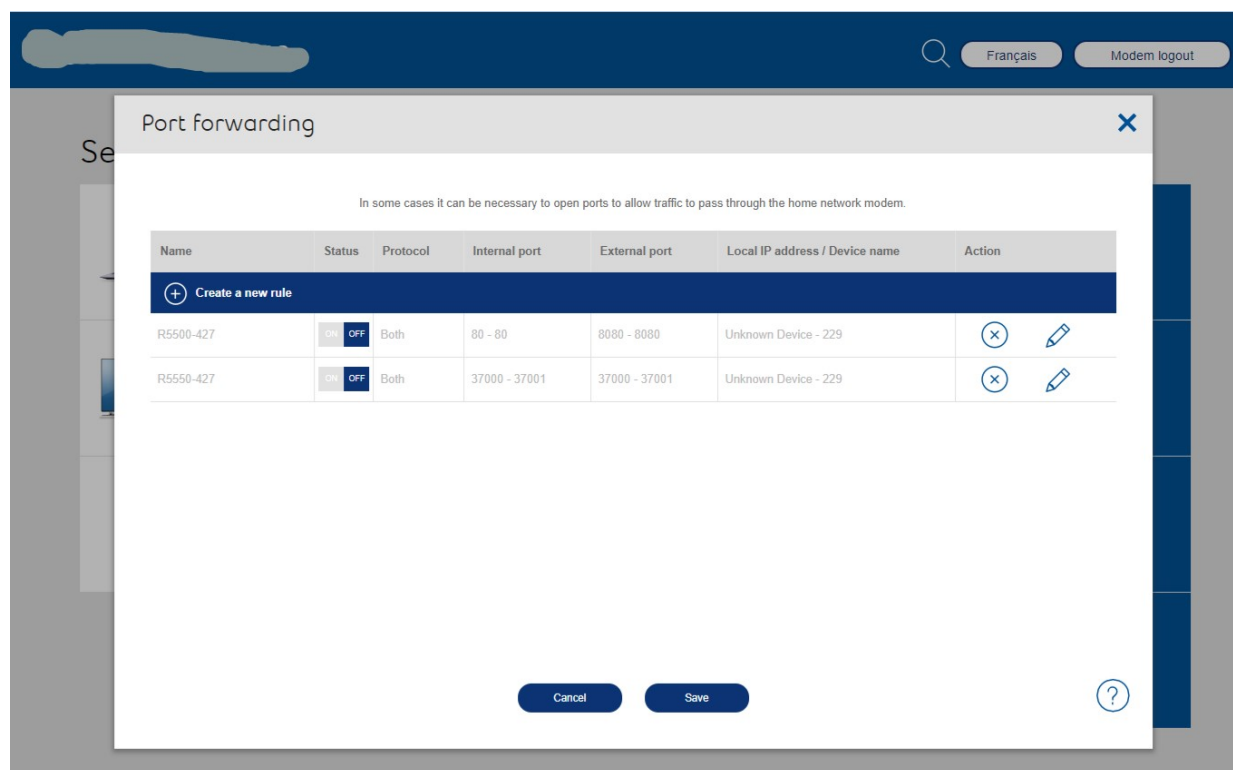 Français
Modem logout
Port forwarding
Se
In some cases it can be necessary to open ports to allow traffic to pass through the home network modem.
Name Status Protocol Internal port External port Local IP address / Device name Action
Create a new rule
R5500-427 ON OFF Both 80 - 80 8080 - 8080 Unknown Device - 229
R5550-427 ON OFF Both 37000 - 37001 37000 - 37001 Unknown Device - 229
Cancel Save
?